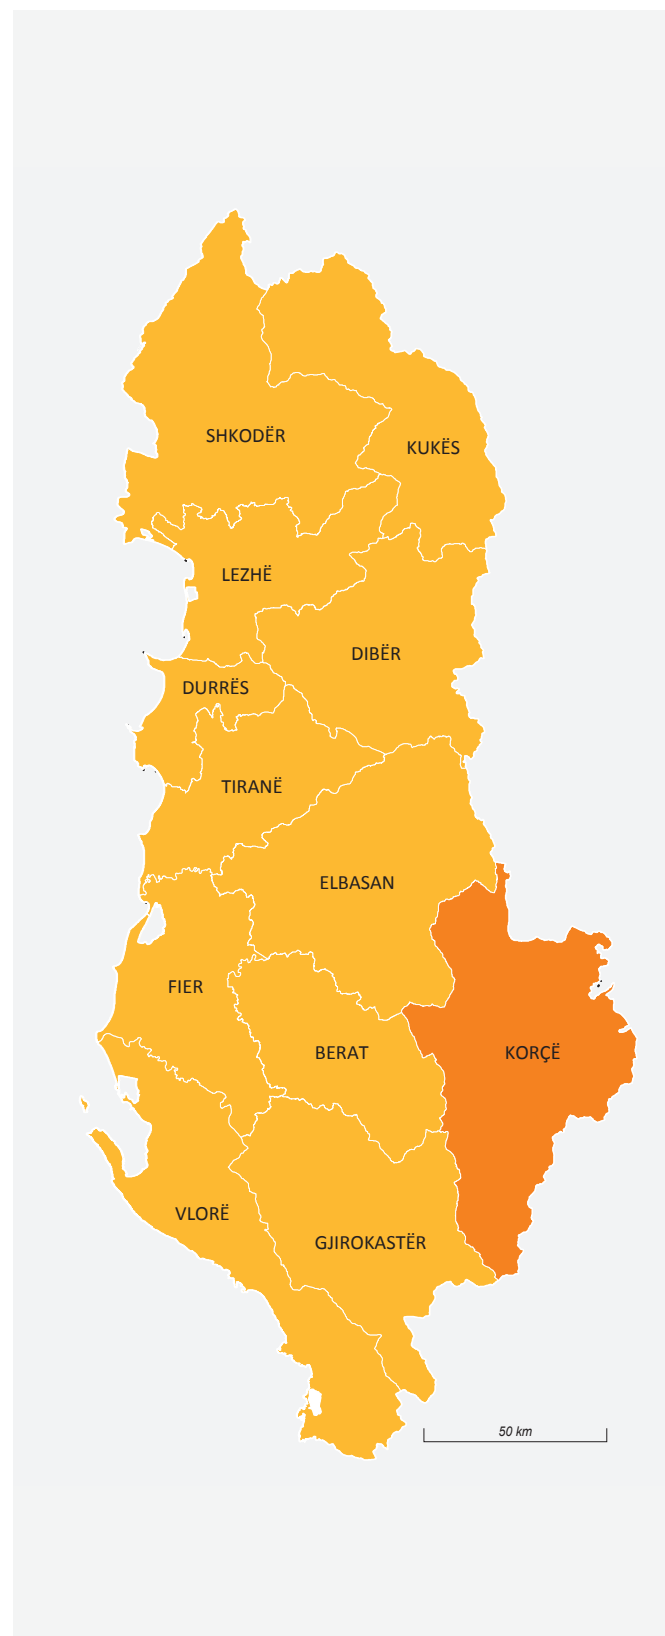 SHKODËR
KUKËS
LEZHË
DIBËR
DURRËS
TIRANË
ELBASAN
FIER
BERAT
KORÇË
VLORË
GJIROKASTËR
50 km